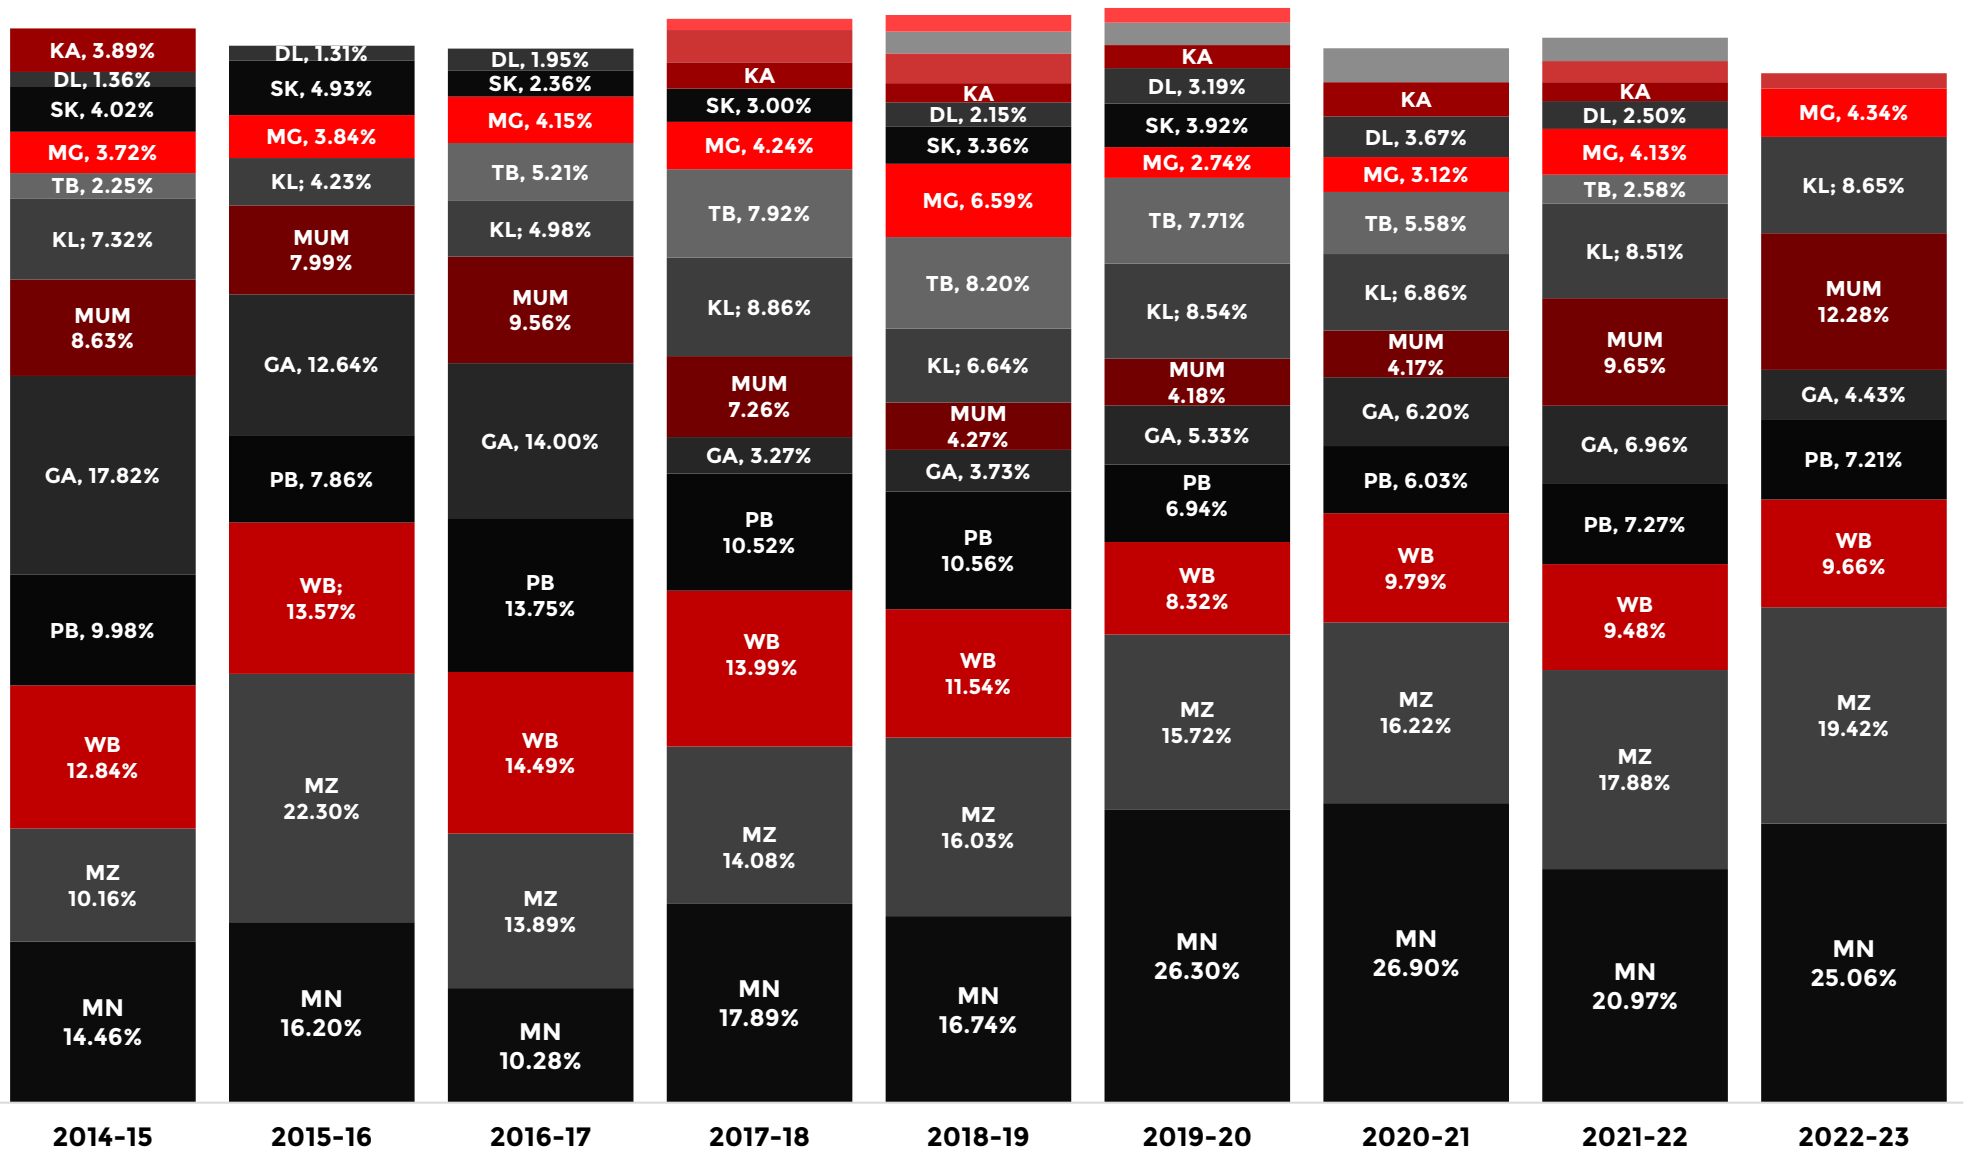 KA, 3.89%
DL, 1.36%
SK, 4.02%
MG, 3.72%
TB, 2.25%
KL; 7.32%
MUM
8.63%
GA, 17.82%
PB, 9.98%
WB
12.84%
MZ
10.16%
MN
14.46%
2014-15
DL, 1.31%
SK, 4.93%
MG, 3.84%
KL; 4.23%
MUM
7.99%
GA, 12.64%
PB, 7.86%
WB;
13.57%
MZ
22.30%
MN
16.20%
2015-16
DL, 1.95%
SK, 2.36%
MG, 4.15%
TB, 5.21%
KL; 4.98%
MUM
9.56%
GA, 14.00%
PB
13.75%
WB
14.49%
MZ
13.89%
MN
10.28%
2016-17
KA
SK, 3.00%
MG, 4.24%
TB, 7.92%
KL; 8.86%
MUM
7.26%
GA, 3.27%
PB
10.52%
WB
13.99%
MZ
14.08%
MN
17.89%
2017-18
KA
DL, 2.15%
SK, 3.36%
MG, 6.59%
TB, 8.20%
KL; 6.64%
MUM
4.27%
GA, 3.73%
PB
10.56%
WB
11.54%
MZ
16.03%
MN
16.74%
2018-19
KA
DL, 3.19%
SK, 3.92%
MG, 2.74%
TB, 7.71%
KL; 8.54%
MUM
4.18%
GA, 5.33%
PB
6.94%
WB
8.32%
MZ
15.72%
MN
26.30%
2019-20
KA
DL, 3.67%
MG, 3.12%
TB, 5.58%
KL; 6.86%
MUM
4.17%
GA, 6.20%
PB, 6.03%
WB
9.79%
MZ
16.22%
MN
26.90%
2020-21
KA
DL, 2.50%
MG, 4.13%
TB, 2.58%
KL; 8.51%
MUM
9.65%
GA, 6.96%
PB, 7.27%
WB
9.48%
MZ
17.88%
MN
20.97%
2021-22
MG, 4.34%
KL; 8.65%
MUM
12.28%
GA, 4.43%
PB, 7.21%
WB
9.66%
MZ
19.42%
MN
25.06%
2022-23